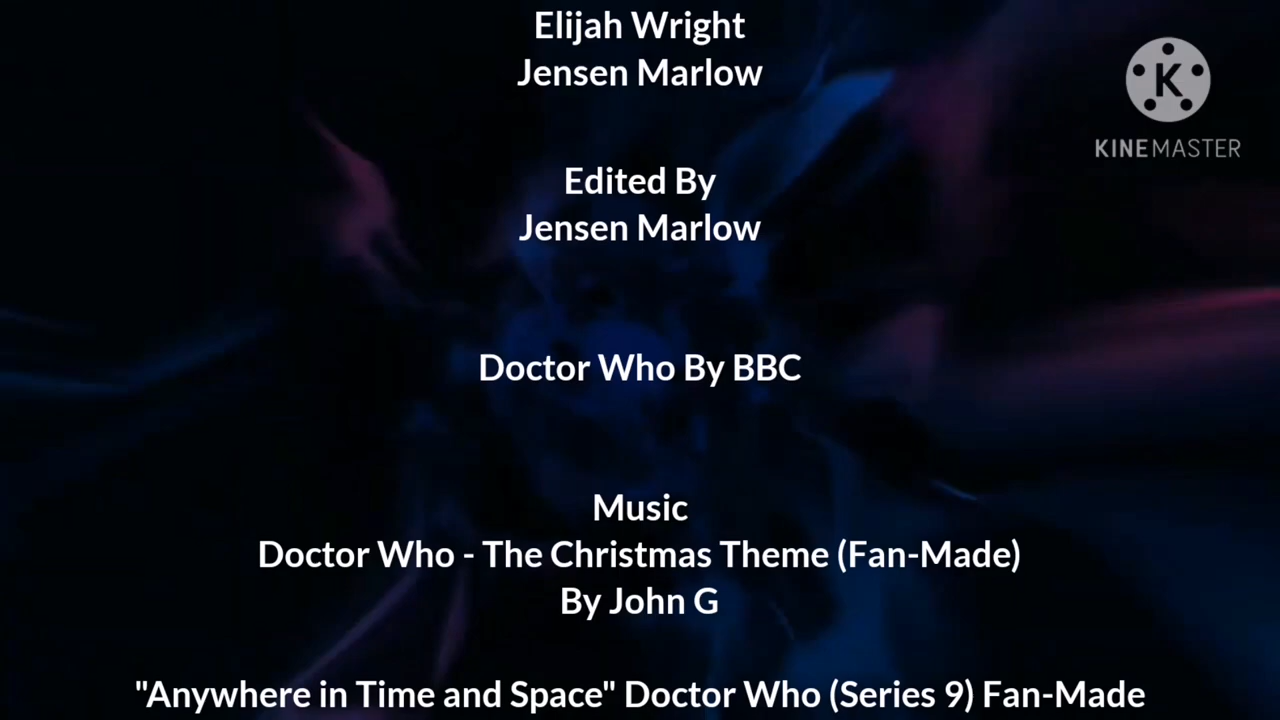 Elijah Wright
Jensen Marlow
K
KINEMASTER
Edited By
Jensen Marlow
Doctor Who By BBC
Music
Doctor Who - The Christmas Theme (Fan-Made)
By John G
"Anywhere in Time and Space" Doctor Who (Series 9) Fan-Made